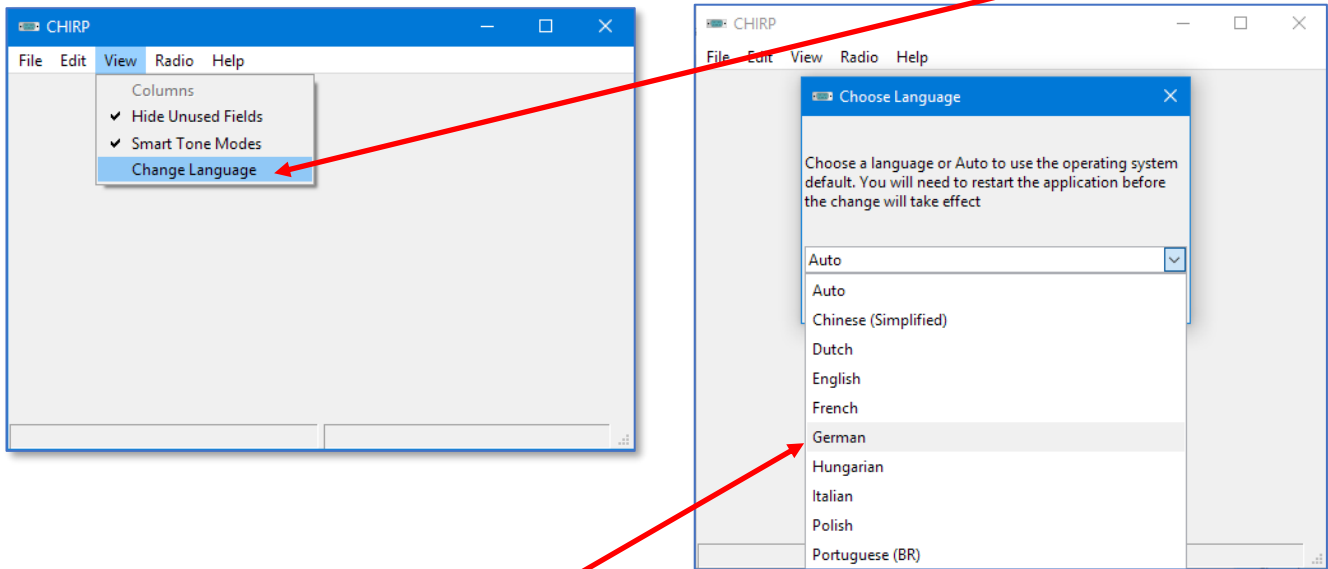 CHIRP
File Edit View Radio Help
Columns
Hide Unused Fields
Smart Tone Modes
Change Language
CHIRP
File Edit View Radio Help
Choose Language
Choose a language or Auto to use the operating system
default. You will need to restart the application before
the change will take effect
Auto
Auto
Chinese (Simplified)
Dutch
English
French
German
Hungarian
Italian
Polish
Portuguese (BR)